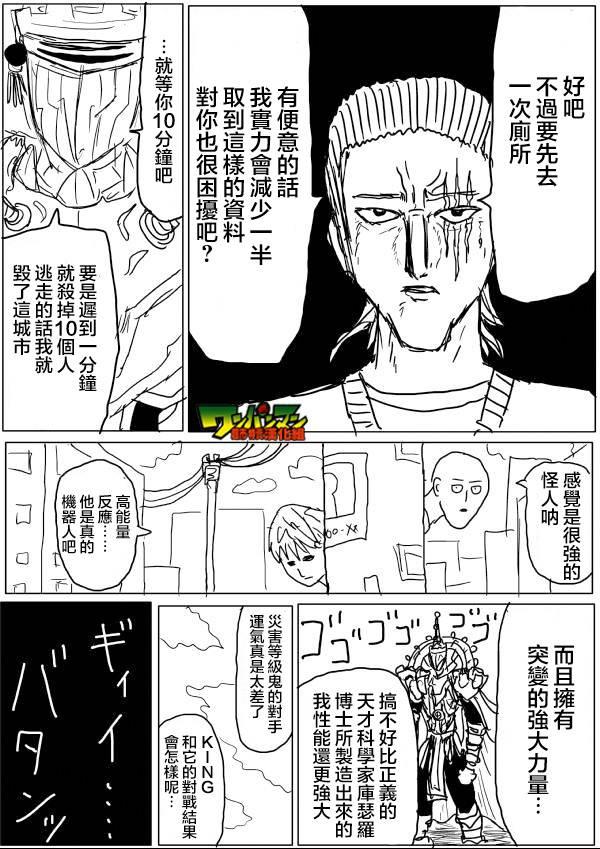 好吧
不過要先去
一次廁所
有便意的話
我實力會減少一半
取到這樣的資料
對你也很困擾吧？
…就等你10分鐘吧
要是遲到一分鐘
就殺掉10個人
逃走的話我就
毀了這城市
ワンパンマン
感覺是很強的
怪人吶
00-XX
高能量
反應……
他是真的
機器人吧
而且擁有
突變的強大力量…
搞不好比正義的
天才科學家庫瑟羅
博士所製造出來的
我性能還更強大
ゴゴゴゴゴ
災害等級鬼的對手
運氣真是太差了
KING
和它的對戰結果
會怎樣呢…
ギィイ……
バタンッ